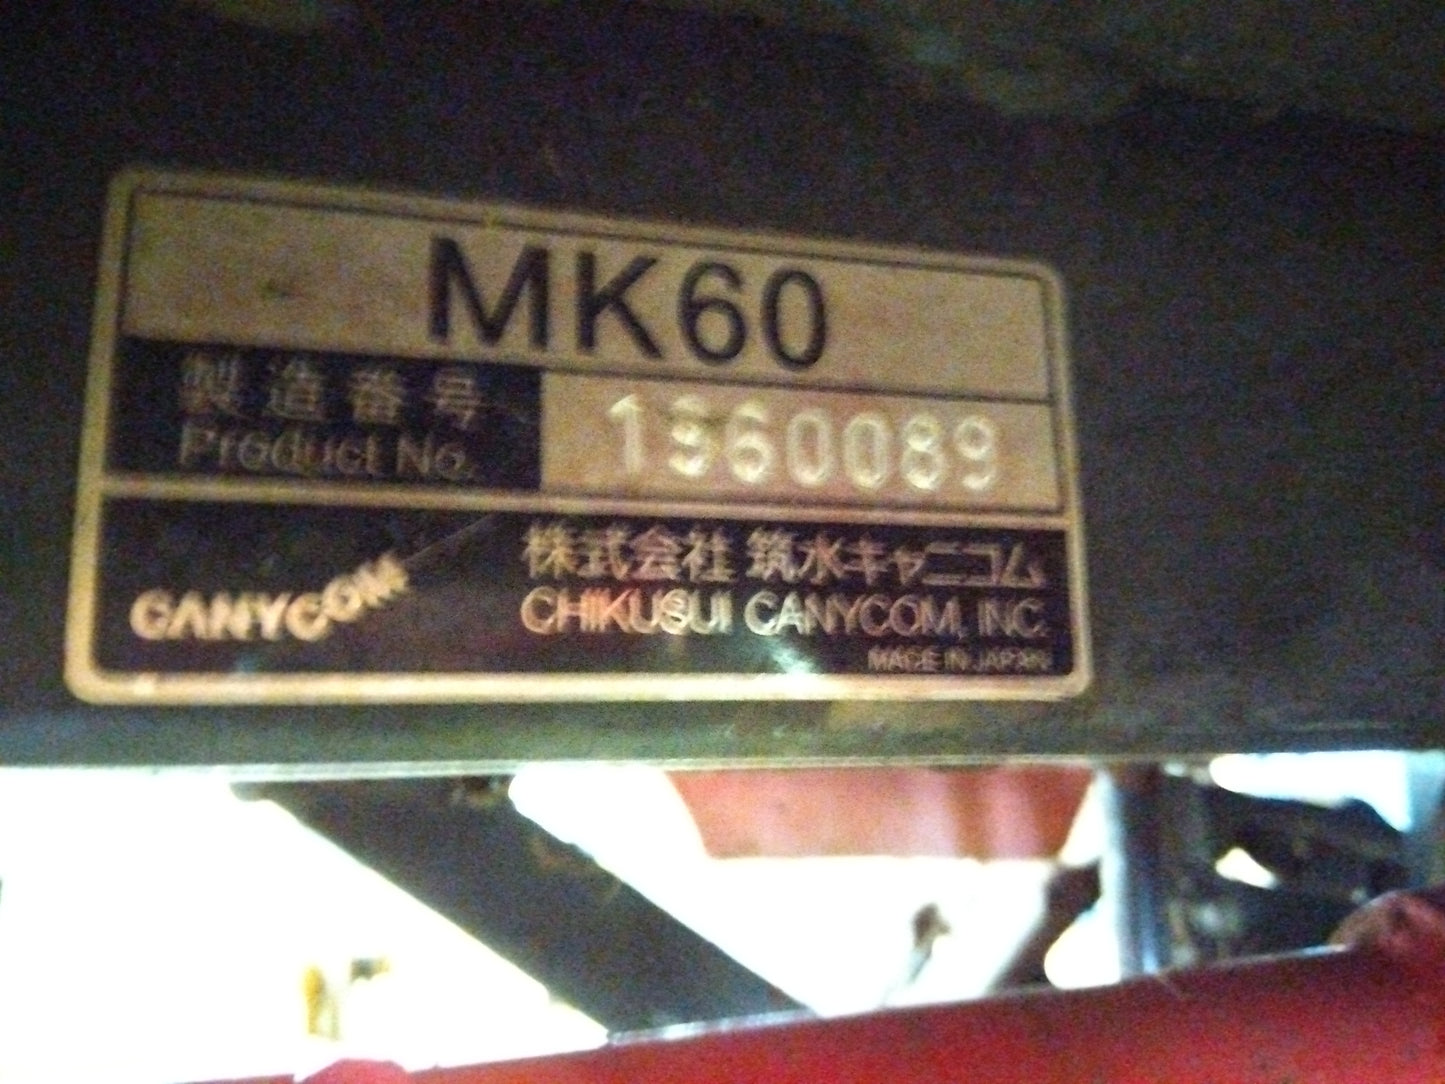 MK60
製造番号
Product No.
1960089
CANYCOM
株式会社 筑水キャニコム
CHIKUSUI CANYCOM, INC.
MADE IN JAPAN